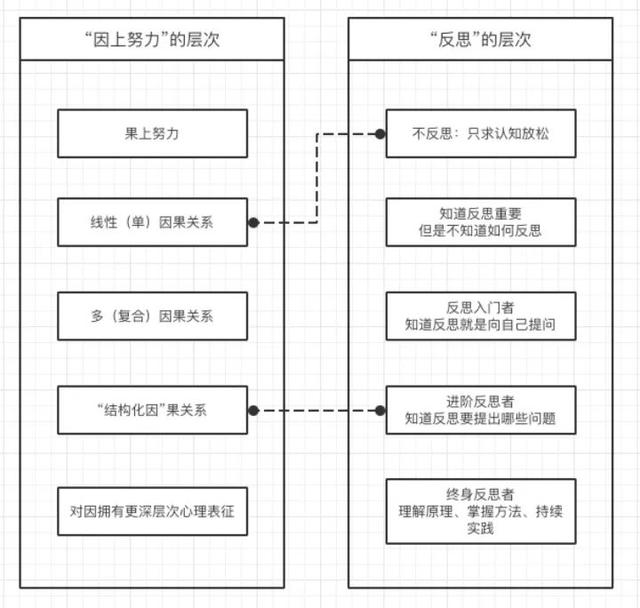 “因上努力”的层次
果上努力
线性（单）因果关系
多（复合）因果关系
“结构化因”果关系
对因拥有更深层次心理表征
“反思”的层次
不反思：只求认知放松
知道反思重要
但是不知道如何反思
反思入门者
知道反思就是向自己提问
进阶反思者
知道反思要提出哪些问题
终身反思者
理解原理、掌握方法、持续
实践